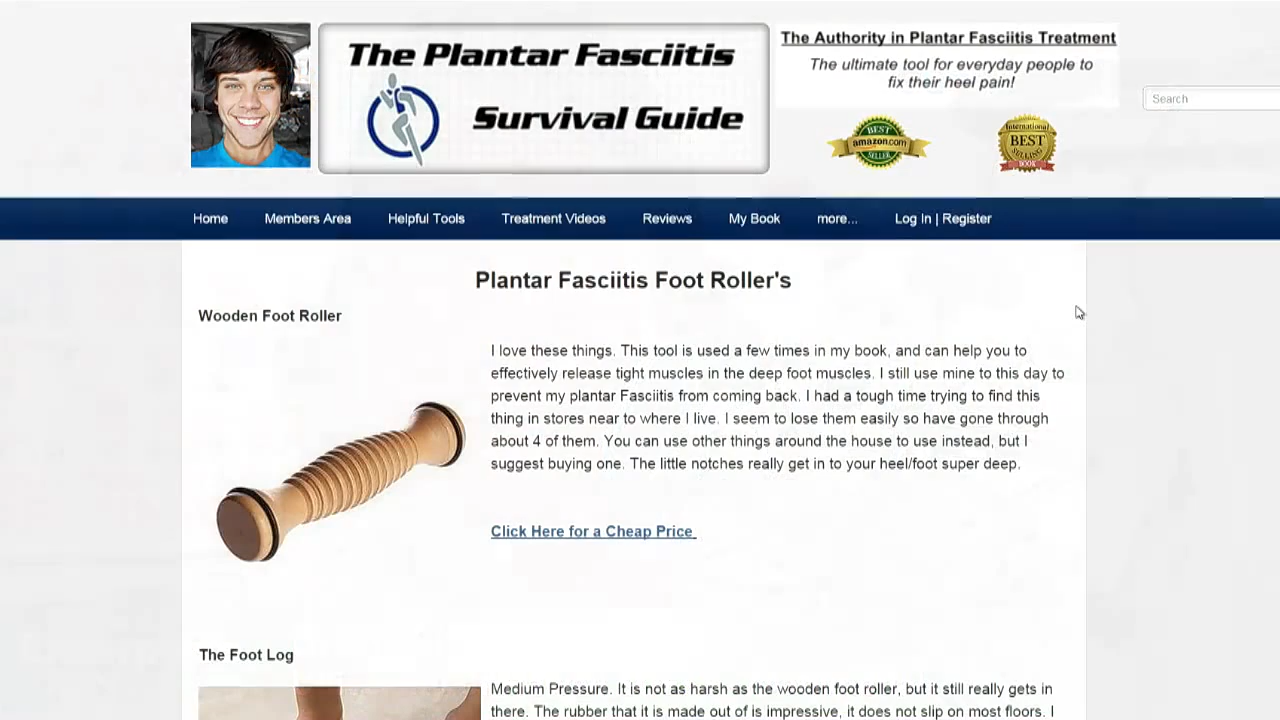 The Plantar Fasciitis
Survival Guide
The Authority in Plantar Fasciitis Treatment
The ultimate tool for everyday people to
fix their heel pain!
BEST
amazon.com
SELLER
International
BEST
SELLING
BOOK
Search
Home
Members Area
Helpful Tools
Treatment Videos
Reviews
My Book
more...
Log In | Register
Plantar Fasciitis Foot Roller's
Wooden Foot Roller
I love these things. This tool is used a few times in my book, and can help you to
effectively release tight muscles in the deep foot muscles. I still use mine to this day to
prevent my plantar Fasciitis from coming back. I had a tough time trying to find this
thing in stores near to where I live. I seem to lose them easily so have gone through
about 4 of them. You can use other things around the house to use instead, but I
suggest buying one. The little notches really get in to your heel/foot super deep.
Click Here for a Cheap Price
The Foot Log
Medium Pressure. It is not as harsh as the wooden foot roller, but it still really gets in
there. The rubber that it is made out of is impressive, it does not slip on most floors. I